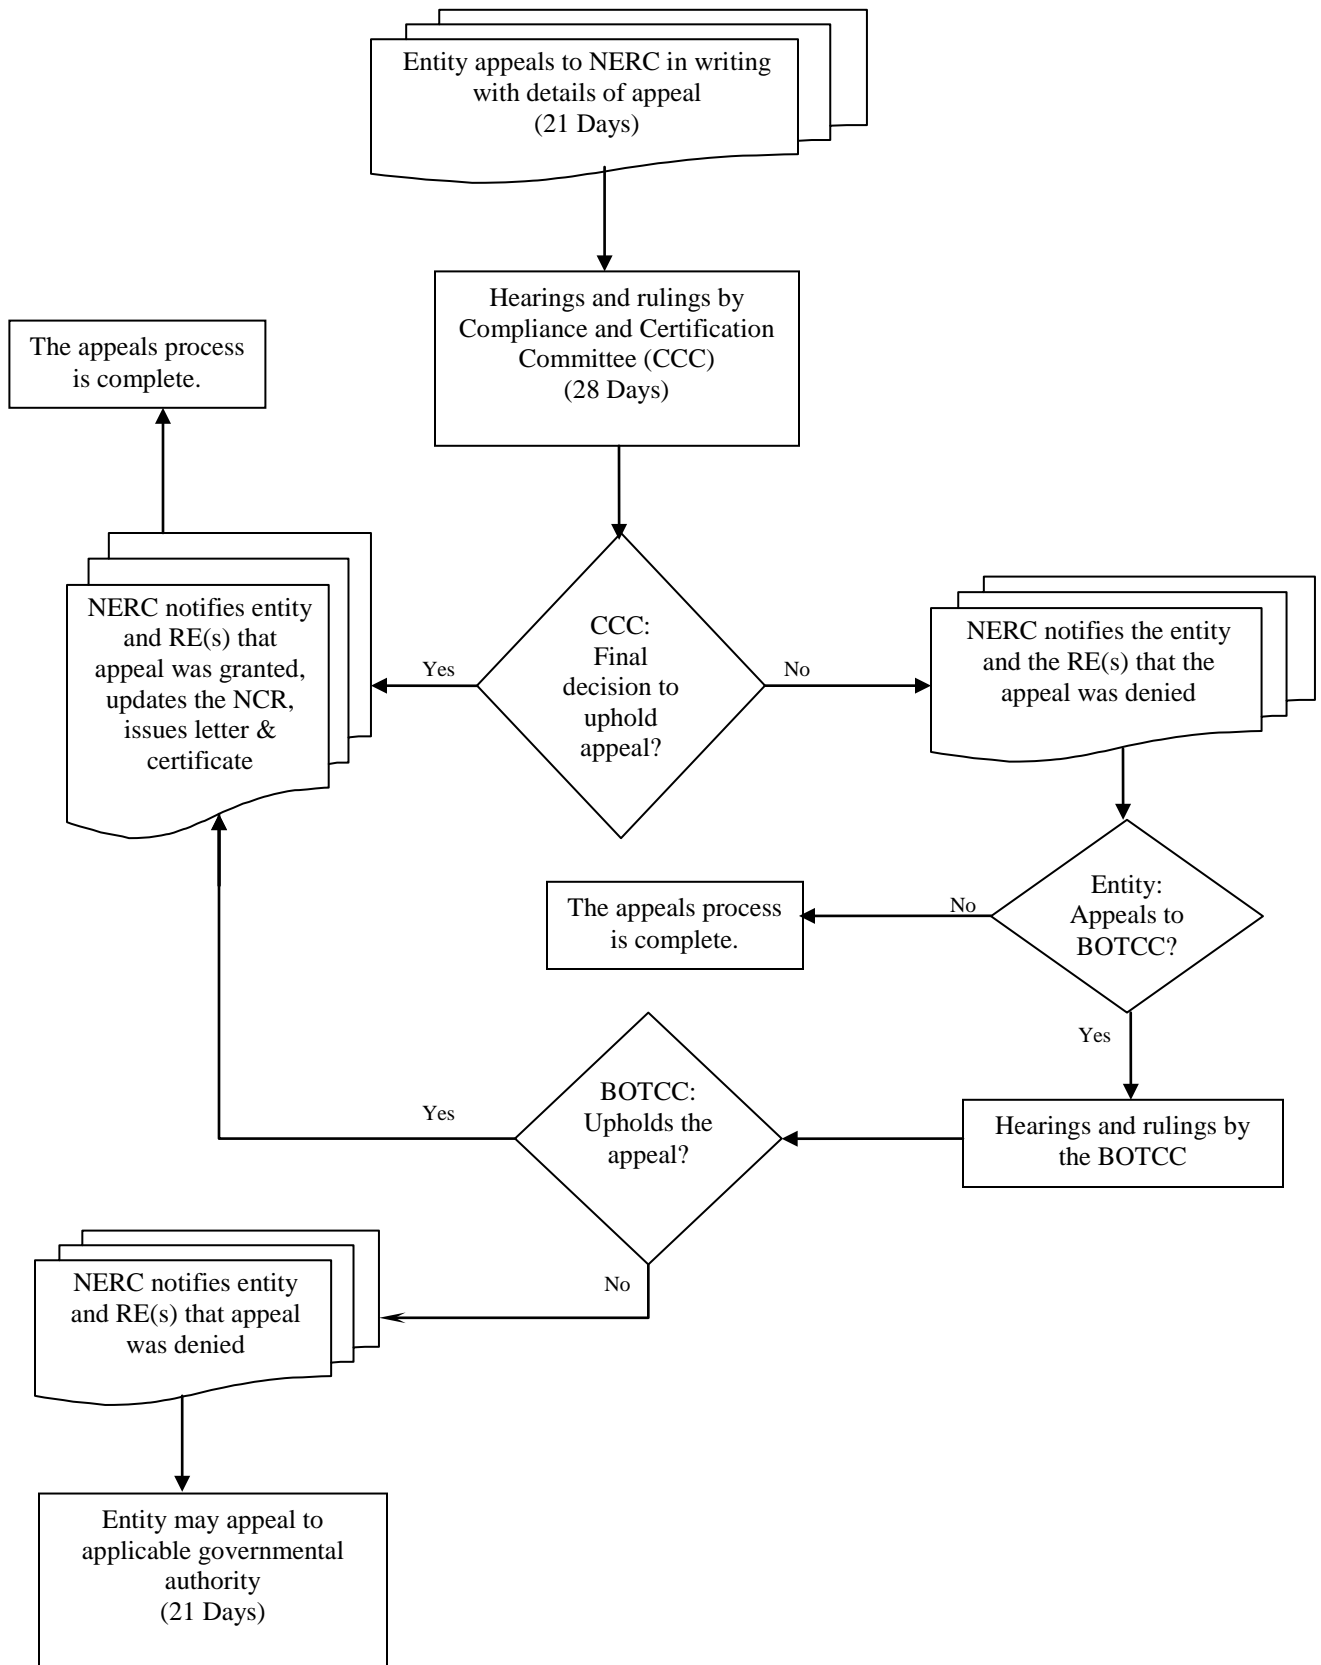 Entity appeals to NERC in writing
with details of appeal
(21 Days)
Hearings and rulings by
Compliance and Certification
Committee (CCC)
(28 Days)
The appeals process
is complete.
NERC notifies entity
and RE(s) that
appeal was granted,
updates the NCR,
issues letter &
certificate
Yes
CCC:
Final
decision to
uphold
appeal?
No
NERC notifies the entity
and the RE(s) that the
appeal was denied
The appeals process
is complete.
No
Entity:
Appeals to
BOTCC?
Yes
Hearings and rulings by
the BOTCC
BOTCC:
Upholds the
appeal?
Yes
No
NERC notifies entity
and RE(s) that appeal
was denied
Entity may appeal to
applicable governmental
authority
(21 Days)